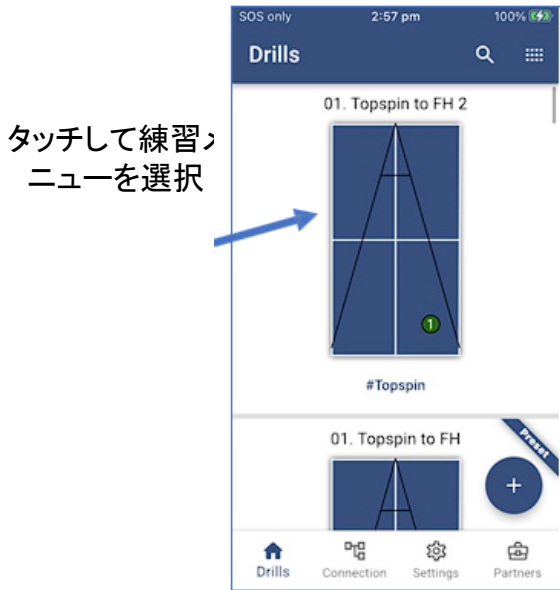 SOS only 2:57 pm 100%
Drills
01. Topspin to FH 2
タッチして練習メ
ニューを選択
1
#Topspin
01. Topspin to FH
Preset
+
Drills Connection Settings Partners